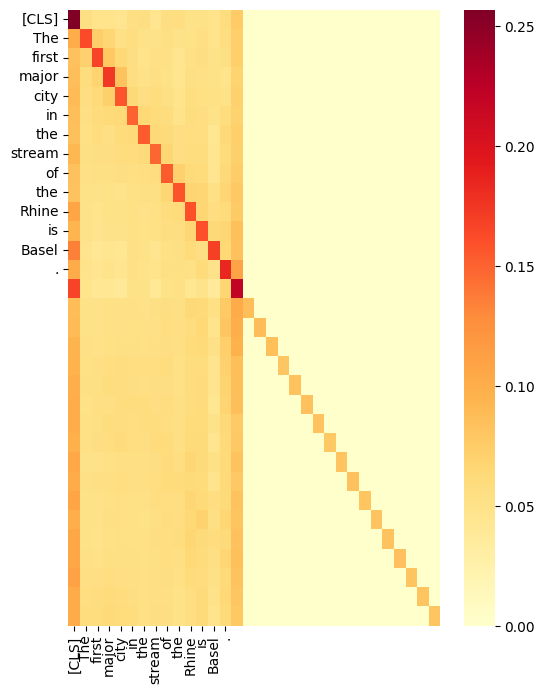 [CLS]
The
first
major
city
in
the
stream
of
the
Rhine
is
Basel
.
0.25
0.20
0.15
0.10
0.05
0.00
[CLS]
The
first
major
city
in
the
stream
of
the
Rhine
is
Basel
.